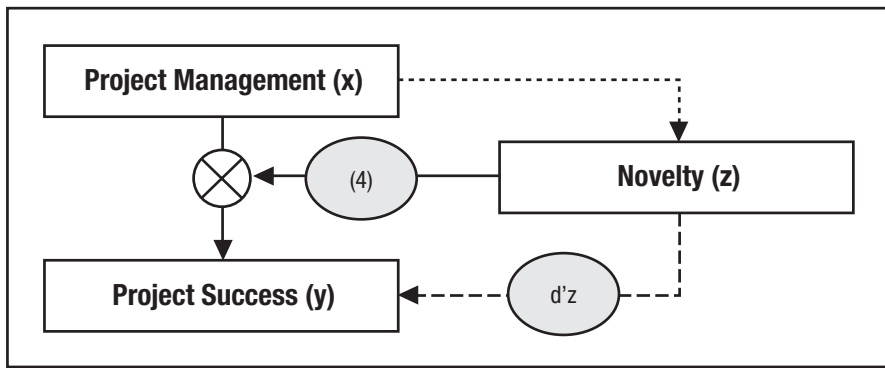 Project Management (x)
(4)
Novelty (z)
Project Success (y)
d’z